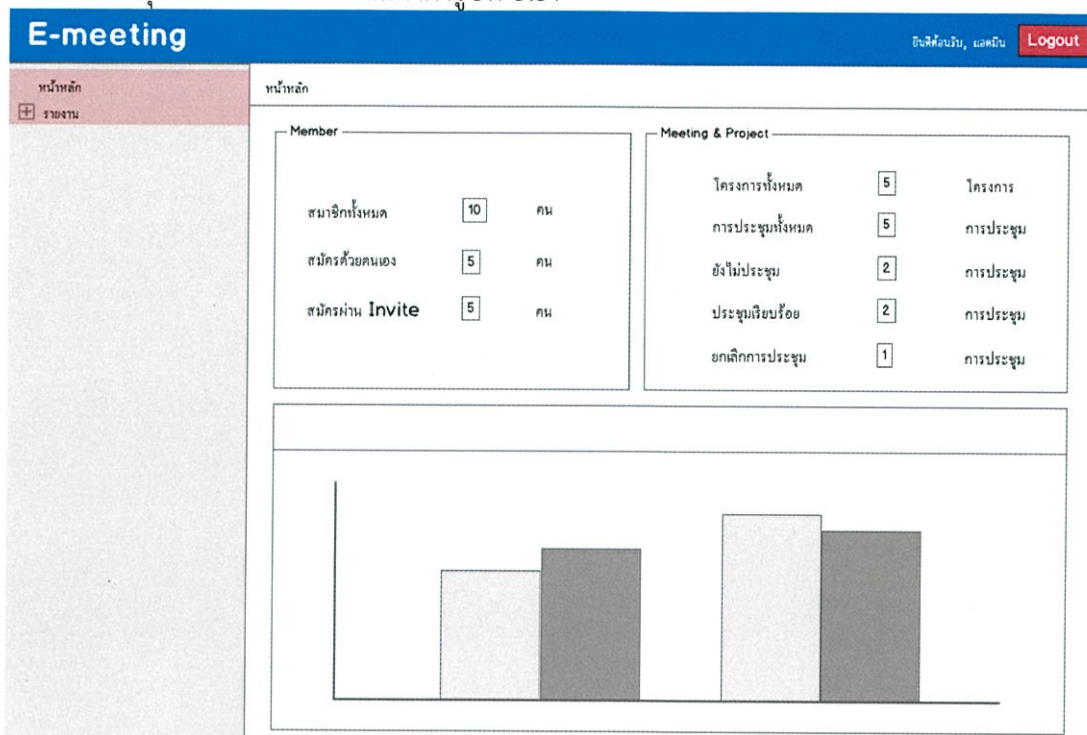 E-meeting
ยินดีต้อนรับ, แอดมิน
Logout
หน้าหลัก
รายงาน
หน้าหลัก
Member
สมาชิกทั้งหมด 10 คน
สมัครด้วยตนเอง 5 คน
สมัครผ่าน Invite 5 คน
Meeting & Project
โครงการทั้งหมด 5 โครงการ
การประชุมทั้งหมด 5 การประชุม
ยังไม่ประชุม 2 การประชุม
ประชุมเรียบร้อย 2 การประชุม
ยกเลิกการประชุม 1 การประชุม